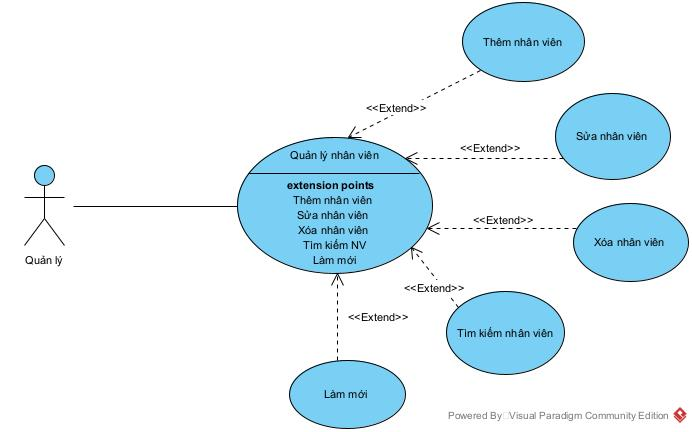 Thêm nhân viên
<<Extend>>
Sửa nhân viên
<<Extend>>
Quản lý nhân viên
extension points
Thêm nhân viên
Sửa nhân viên
Xóa nhân viên
Tìm kiếm NV
Làm mới
Quản lý
<<Extend>>
Xóa nhân viên
<<Extend>>
Tìm kiếm nhân viên
<<Extend>>
Làm mới
Powered By Visual Paradigm Community Edition